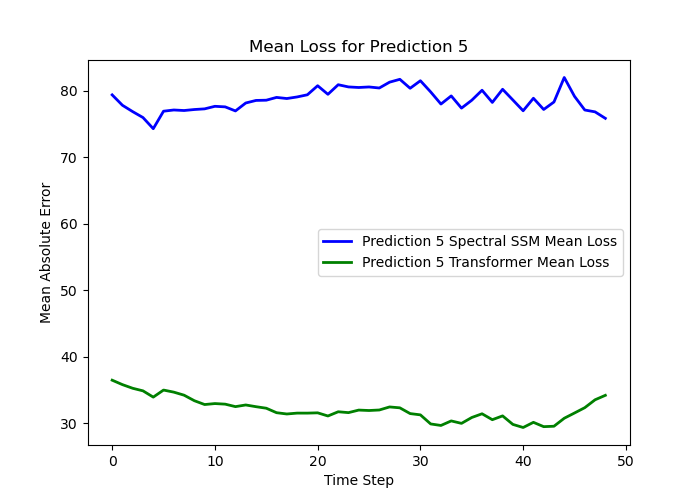 Mean Loss for Prediction 5
Mean Absolute Error
80
70
60
50
40
30
Prediction 5 Spectral SSM Mean Loss
Prediction 5 Transformer Mean Loss
0 10 20 30 40 50
Time Step